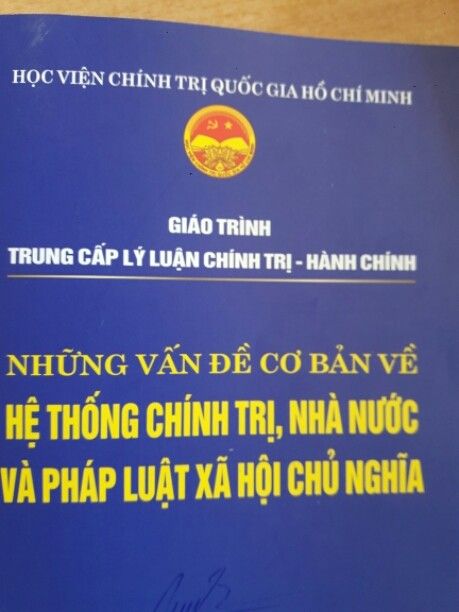 HỌC VIỆN CHÍNH TRỊ QUỐC GIA HỒ CHÍ MINH
GIÁO TRÌNH
TRUNG CẤP LÝ LUẬN CHÍNH TRỊ - HÀNH CHÍNH
NHỮNG VẤN ĐỀ CƠ BẢN VỀ
HỆ THỐNG CHÍNH TRỊ, NHÀ NƯỚC
VÀ PHÁP LUẬT XÃ HỘI CHỦ NGHĨA